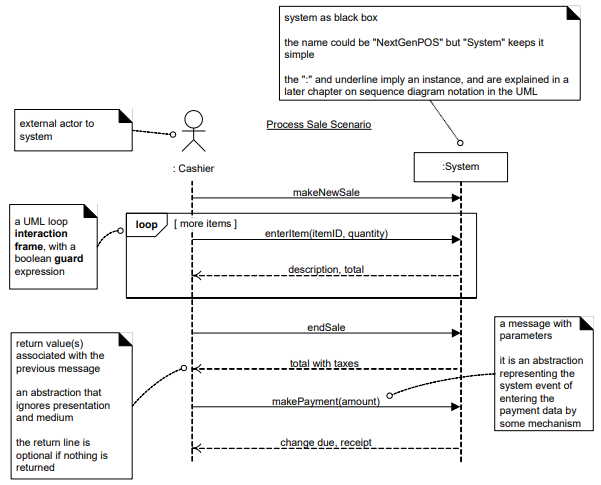 system as black box
the name could be "NextGenPOS" but "System" keeps it
simple
the ":" and underline imply an instance, and are explained in a
later chapter on sequence diagram notation in the UML
external actor to
system
Process Sale Scenario
: Cashier
:System
makeNewSale
a UML loop
interaction
frame, with a
boolean guard
expression
loop
[ more items ]
enterItem(itemID, quantity)
description, total
endSale
return value(s)
associated with the
previous message
an abstraction that
ignores presentation
and medium
the return line is
optional if nothing is
returned
total with taxes
makePayment(amount)
change due, receipt
a message with
parameters
it is an abstraction
representing the
system event of
entering the
payment data by
some mechanism